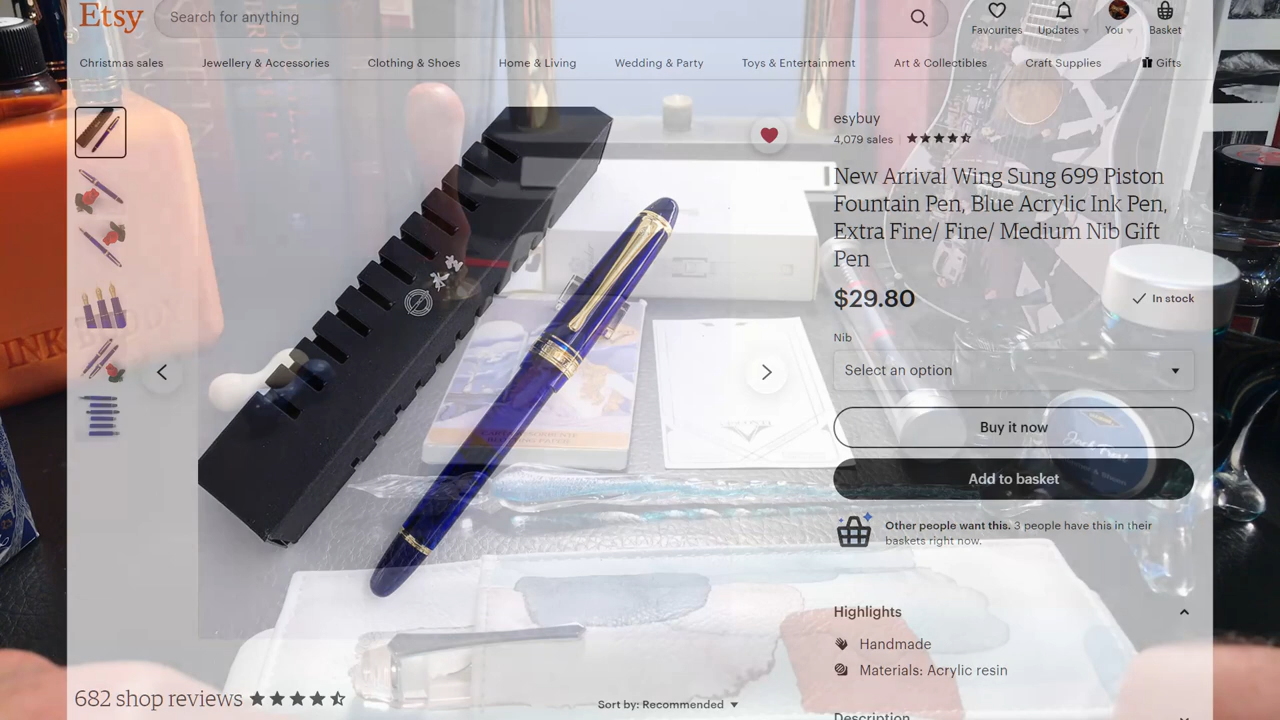 Etsy
Search for anything
Favourites
Updates
You
Basket
Christmas sales
Jewellery & Accessories
Clothing & Shoes
Home & Living
Wedding & Party
Toys & Entertainment
Art & Collectibles
Craft Supplies
Gifts
esybuy
4,079 sales
New Arrival Wing Sung 699 Piston
Fountain Pen, Blue Acrylic Ink Pen,
Extra Fine/ Fine/ Medium Nib Gift
Pen
$29.80
In stock
Nib
Select an option
Buy it now
Add to basket
Other people want this. 3 people have this in their
baskets right now.
Highlights
Handmade
Materials: Acrylic resin
Description
682 shop reviews
Sort by: Recommended
INK